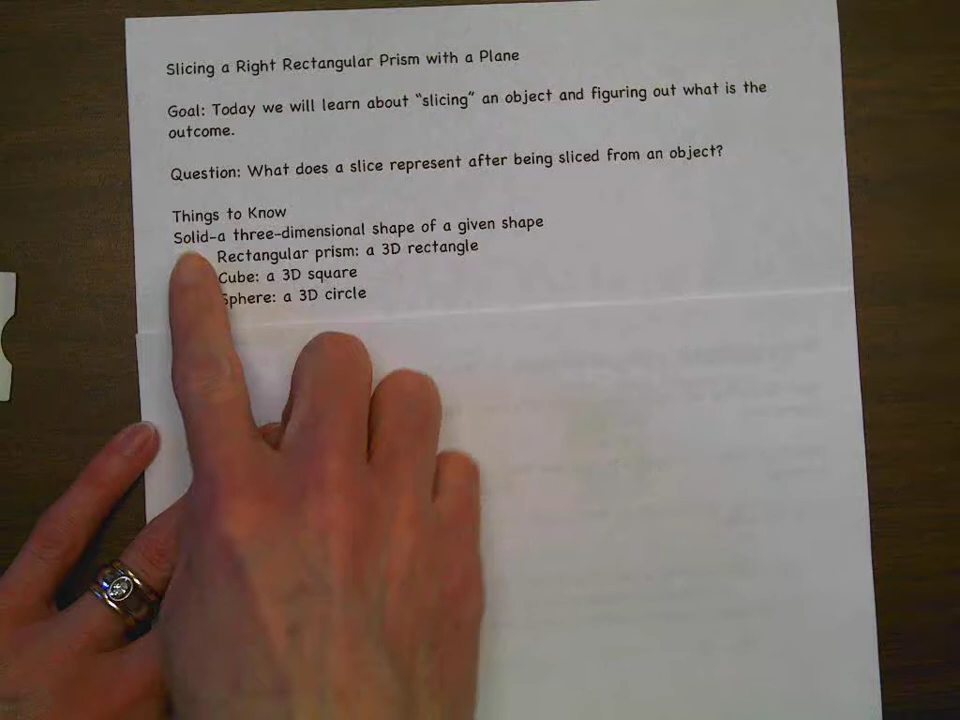 Slicing a Right Rectangular Prism with a Plane
Goal: Today we will learn about "slicing" an object and figuring out what is the
outcome.
Question: What does a slice represent after being sliced from an object?
Things to Know
Solid-a three-dimensional shape of a given shape
Rectangular prism: a 3D rectangle
Cube: a 3D square
Sphere: a 3D circle